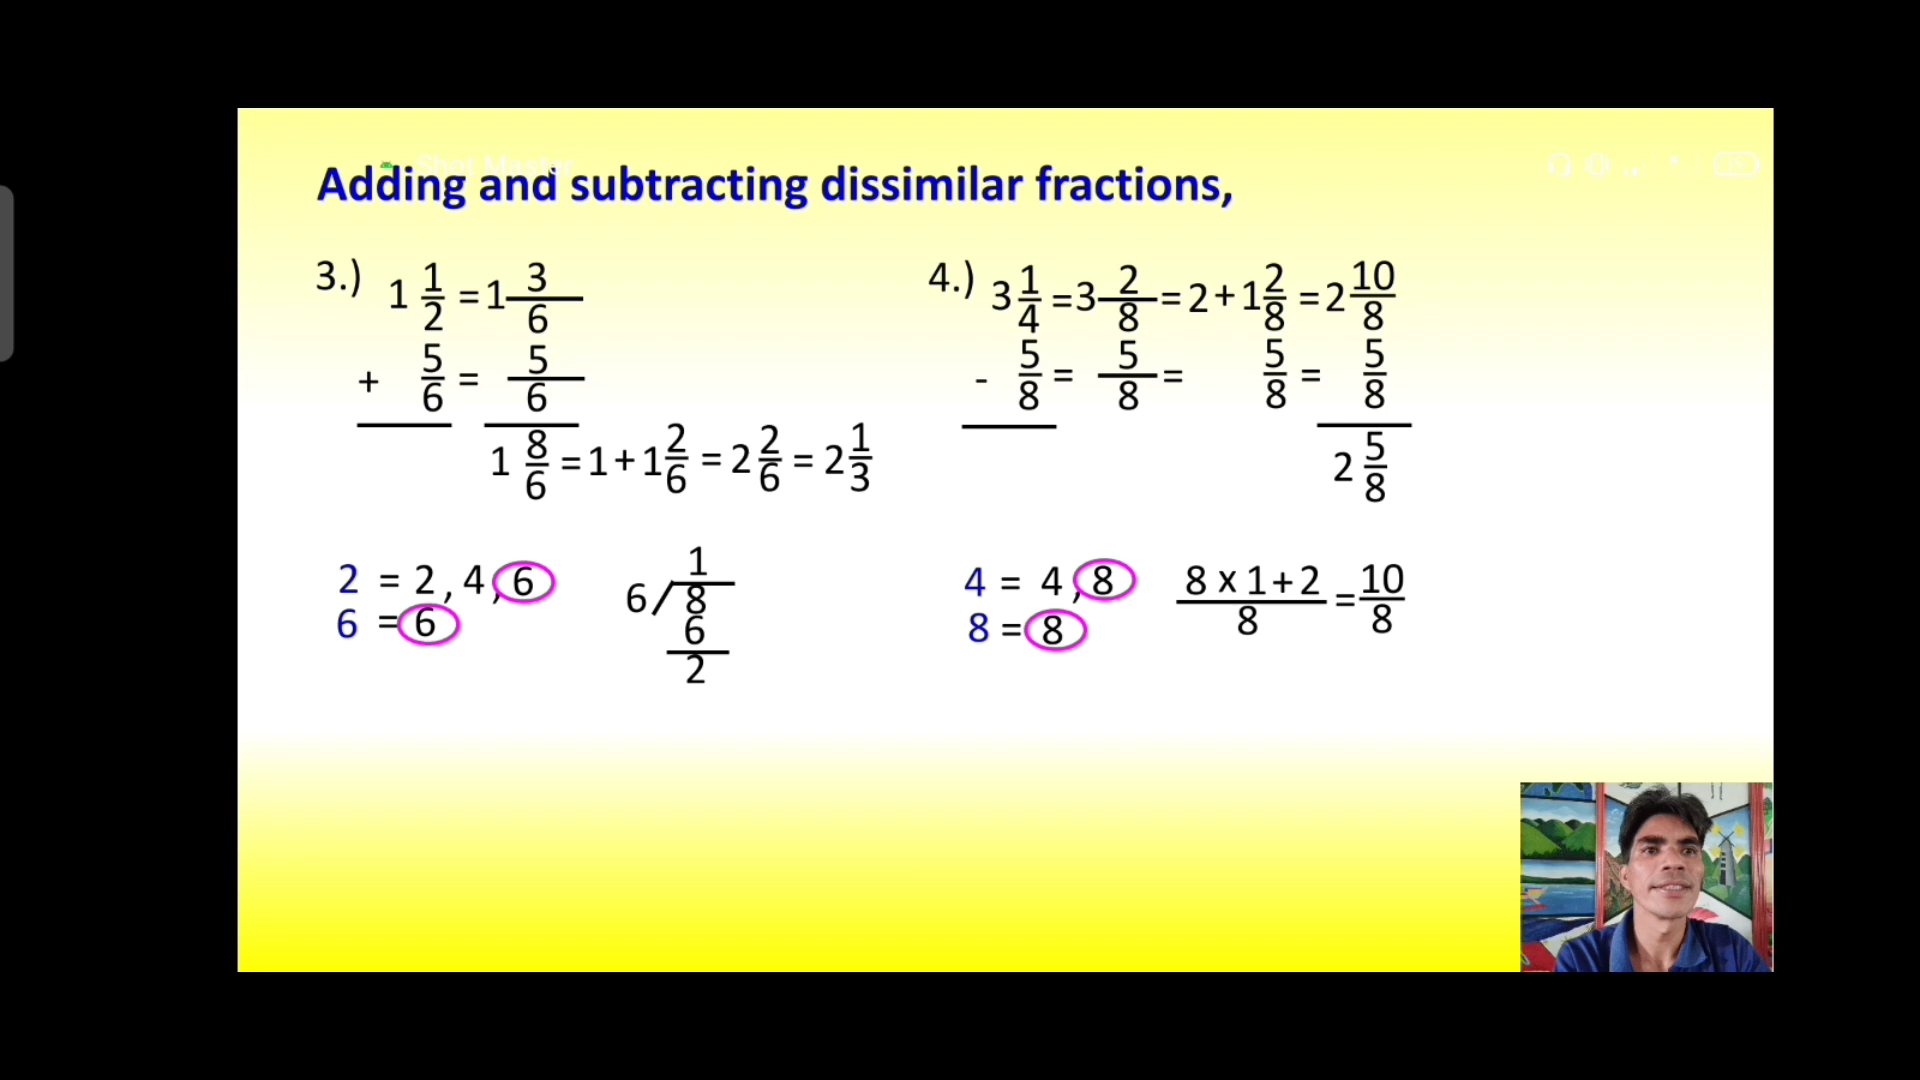 Shot Master
Adding and subtracting dissimilar fractions,
3.) 1 1/2 = 1 3/6
+ 5/6 = 5/6
1 8/6 = 1 + 1 2/6 = 2 2/6 = 2 1/3
2 = 2, 4, 6
6 = 6
1
6 / 8
6
2
4.) 3 1/4 = 3 2/8 = 2 + 1 2/8 = 2 10/8
- 5/8 = 5/8 = 5/8 = 5/8
2 5/8
4 = 4, 8
8 = 8
8 x 1 + 2 / 8 = 10/8